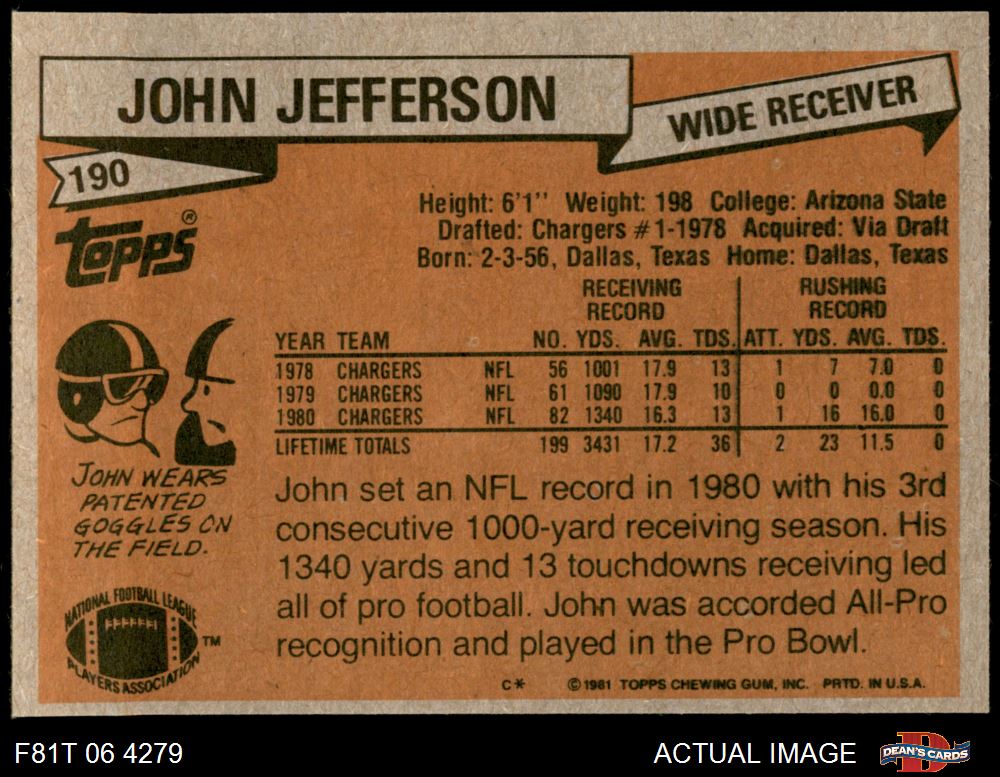 JOHN JEFFERSON
WIDE RECEIVER
190
topps®
Height: 6'1'' Weight: 198 College: Arizona State
Drafted: Chargers #1-1978 Acquired: Via Draft
Born: 2-3-56, Dallas, Texas Home: Dallas, Texas
RECEIVING RECORD RUSHING RECORD
YEAR TEAM NO. YDS. AVG. TDS. ATT. YDS. AVG. TDS.
1978 CHARGERS NFL 56 1001 17.9 13 1 7 7.0 0
1979 CHARGERS NFL 61 1090 17.9 10 0 0 0.0 0
1980 CHARGERS NFL 82 1340 16.3 13 1 16 16.0 0
LIFETIME TOTALS 199 3431 17.2 36 2 23 11.5 0
JOHN WEARS
PATENTED
GOGGLES ON
THE FIELD.
John set an NFL record in 1980 with his 3rd
consecutive 1000-yard receiving season. His
1340 yards and 13 touchdowns receiving led
all of pro football. John was accorded All-Pro
recognition and played in the Pro Bowl.
NATIONAL FOOTBALL LEAGUE
PLAYERS ASSOCIATION
TM
C* ©1981 TOPPS CHEWING GUM, INC. PRTD. IN U.S.A.
F81T 06 4279
ACTUAL IMAGE
DEAN'S CARDS